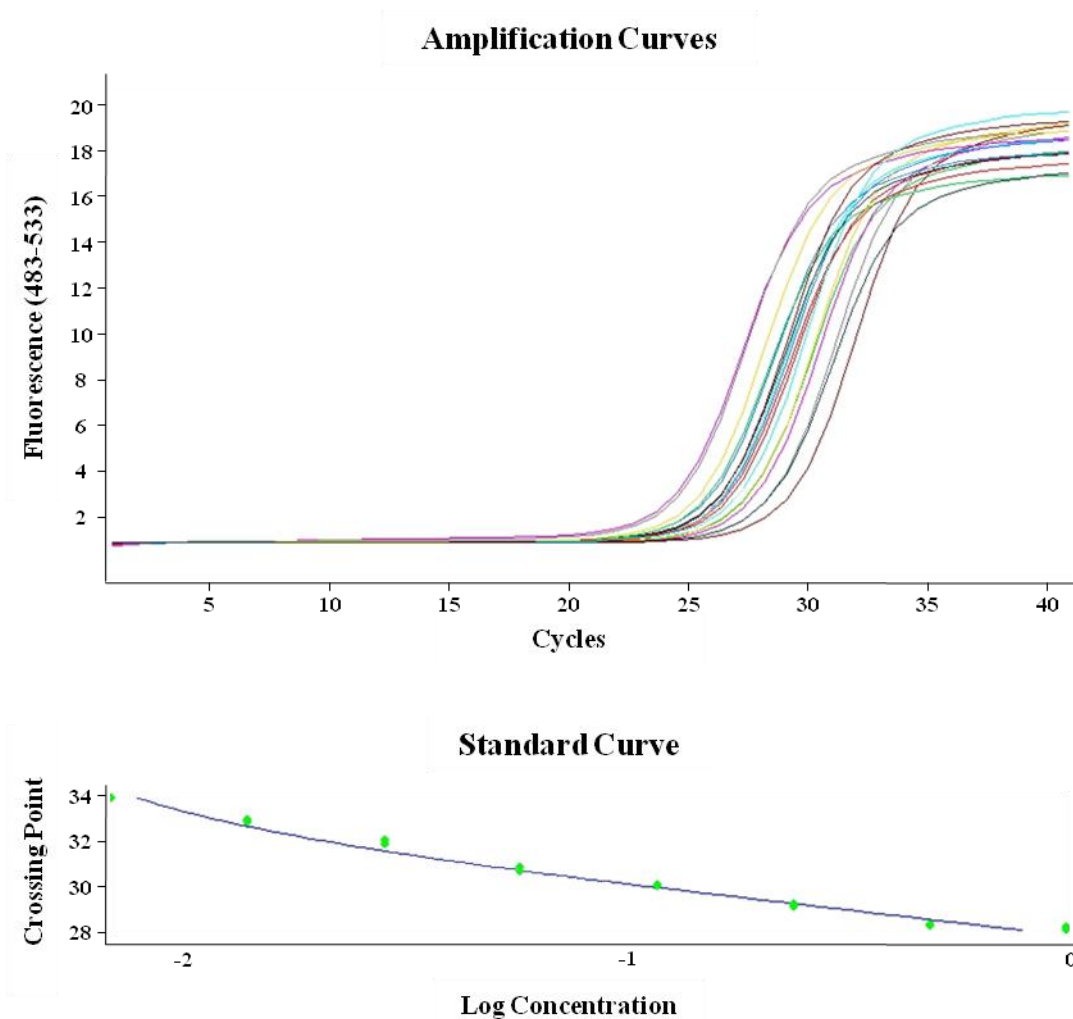 Amplification Curves
Fluorescence (483-533)
20
18
16
14
12
10
8
6
4
2
5 10 15 20 25 30 35 40
Cycles
Standard Curve
Crossing Point
34
32
30
28
-2 -1 0
Log Concentration